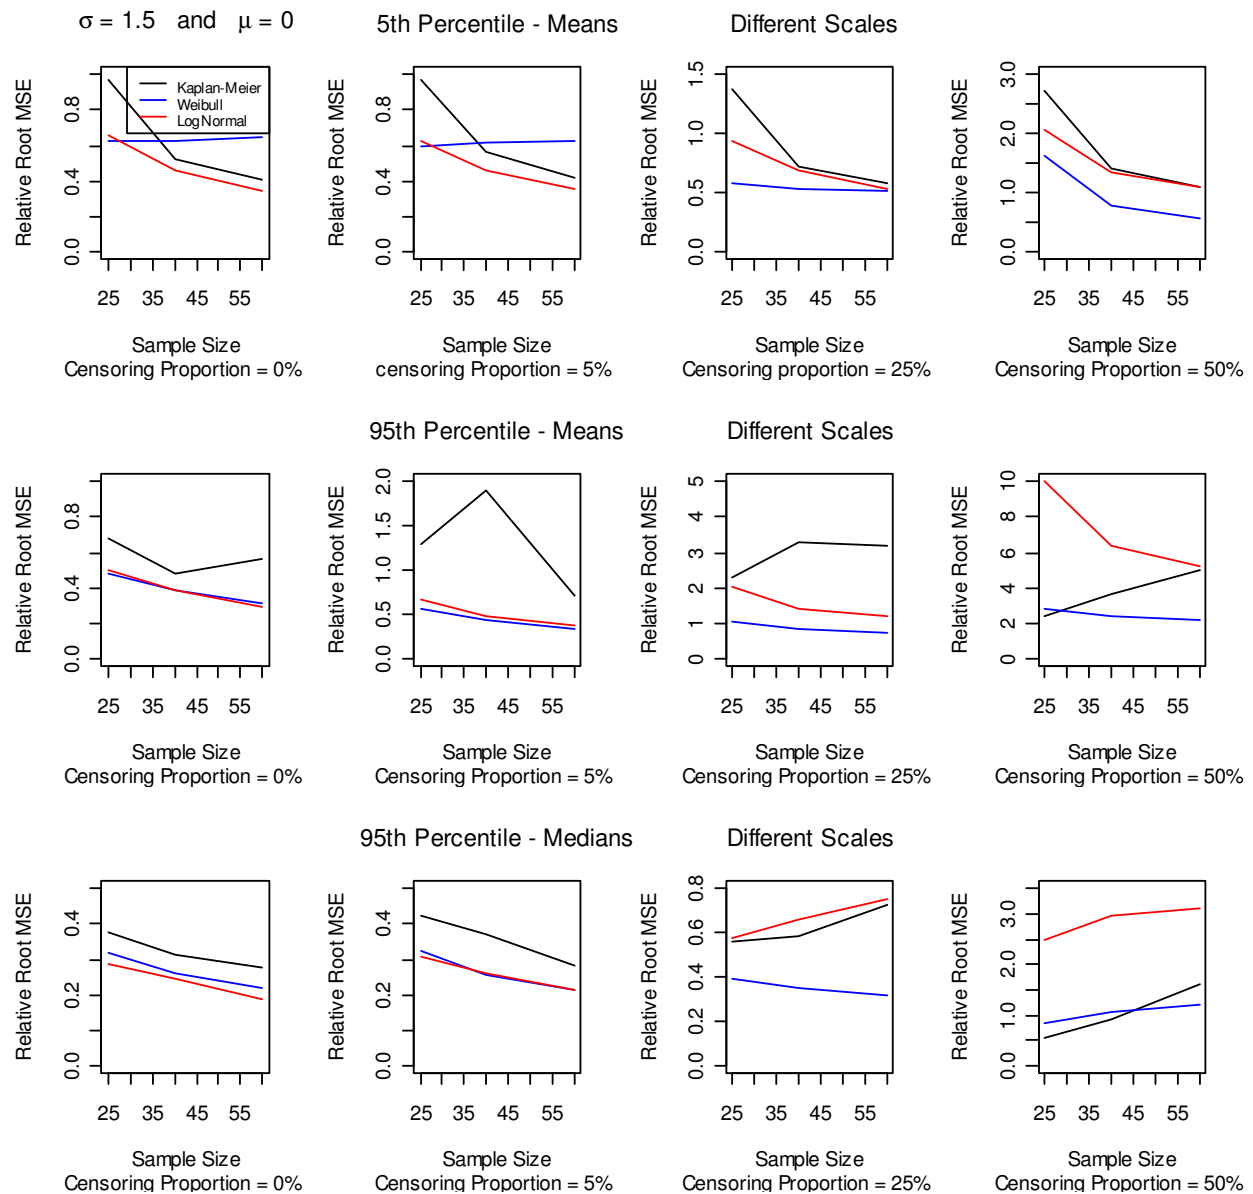 σ = 1.5 and μ = 0
5th Percentile - Means
Different Scales
Relative Root MSE
0.0 0.4 0.8
Kaplan-Meier
Weibull
Log Normal
25 35 45 55
Sample Size
Censoring Proportion = 0%
Relative Root MSE
0.0 0.4 0.8
25 35 45 55
Sample Size
censoring Proportion = 5%
Relative Root MSE
0.0 0.5 1.0 1.5
25 35 45 55
Sample Size
Censoring proportion = 25%
Relative Root MSE
0.0 1.0 2.0 3.0
25 35 45 55
Sample Size
Censoring Proportion = 50%
95th Percentile - Means
Different Scales
Relative Root MSE
0.0 0.4 0.8
25 35 45 55
Sample Size
Censoring Proportion = 0%
Relative Root MSE
0.0 0.5 1.0 1.5 2.0
25 35 45 55
Sample Size
Censoring Proportion = 5%
Relative Root MSE
0 1 2 3 4 5
25 35 45 55
Sample Size
Censoring Proportion = 25%
Relative Root MSE
0 2 4 6 8 10
25 35 45 55
Sample Size
Censoring Proportion = 50%
95th Percentile - Medians
Different Scales
Relative Root MSE
0.0 0.2 0.4
25 35 45 55
Sample Size
Censoring Proportion = 0%
Relative Root MSE
0.0 0.2 0.4
25 35 45 55
Sample Size
Censoring Proportion = 5%
Relative Root MSE
0.0 0.2 0.4 0.6 0.8
25 35 45 55
Sample Size
Censoring Proportion = 25%
Relative Root MSE
0.0 1.0 2.0 3.0
25 35 45 55
Sample Size
Censoring Proportion = 50%